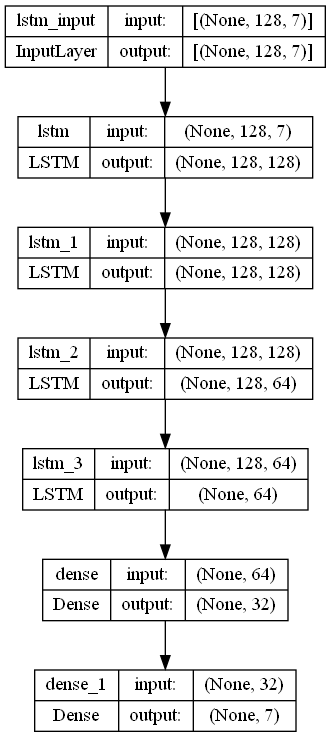 lstm_input input: [(None, 128, 7)]
InputLayer output: [(None, 128, 7)]
lstm input: (None, 128, 7)
LSTM output: (None, 128, 128)
lstm_1 input: (None, 128, 128)
LSTM output: (None, 128, 128)
lstm_2 input: (None, 128, 128)
LSTM output: (None, 128, 64)
lstm_3 input: (None, 128, 64)
LSTM output: (None, 64)
dense input: (None, 64)
Dense output: (None, 32)
dense_1 input: (None, 32)
Dense output: (None, 7)